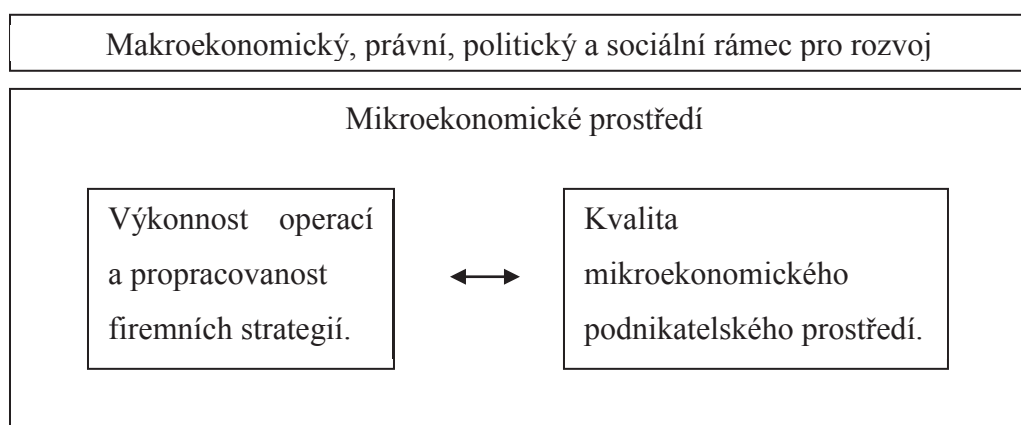 Makroekonomický, právní, politický a sociální rámec pro rozvoj
Mikroekonomické prostředí
Výkonnost operací
a propracovanost
firemních strategií.
Kvalita
mikroekonomického
podnikatelského prostředí.